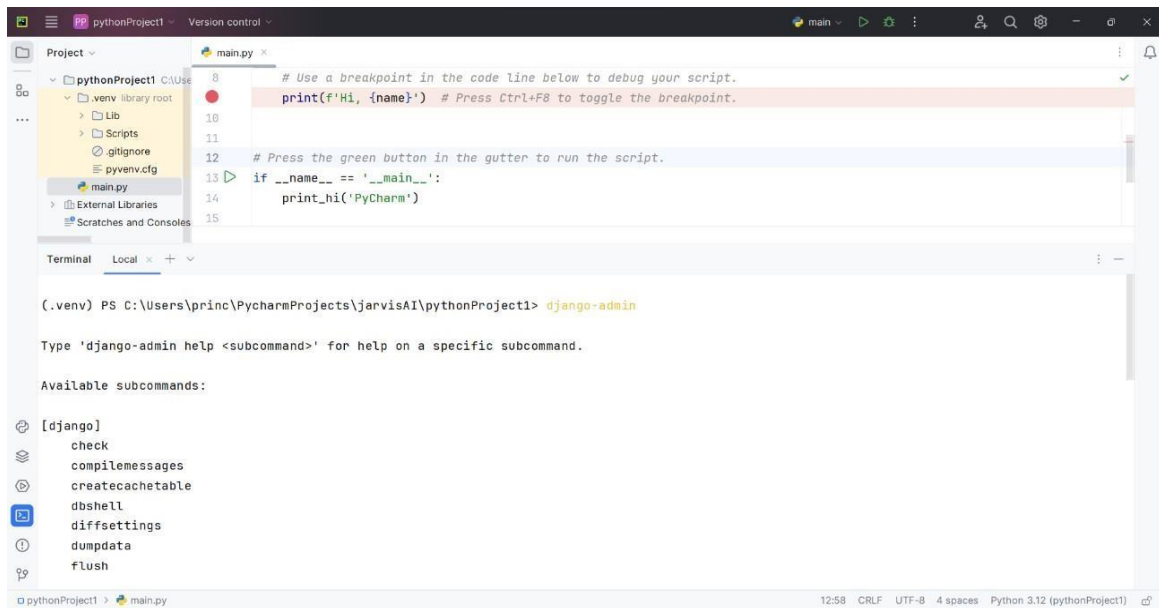 PP pythonProject1 Version control main
Project
main.py
pythonProject1 C:\Use
.venv library root
Lib
Scripts
.gitignore
pyvenv.cfg
main.py
External Libraries
Scratches and Consoles
8 # Use a breakpoint in the code line below to debug your script.
print(f'Hi, {name}') # Press Ctrl+F8 to toggle the breakpoint.
10
11
12 # Press the green button in the gutter to run the script.
13 if __name__ == '__main__':
14 print_hi('PyCharm')
15
Terminal Local
(.venv) PS C:\Users\princ\PycharmProjects\jarvisAI\pythonProject1> django-admin
Type 'django-admin help <subcommand>' for help on a specific subcommand.
Available subcommands:
[django]
check
compilemessages
createcachetable
dbshell
diffsettings
dumpdata
flush
pythonProject1 > main.py 12:58 CRLF UTF-8 4 spaces Python 3.12 (pythonProject1)